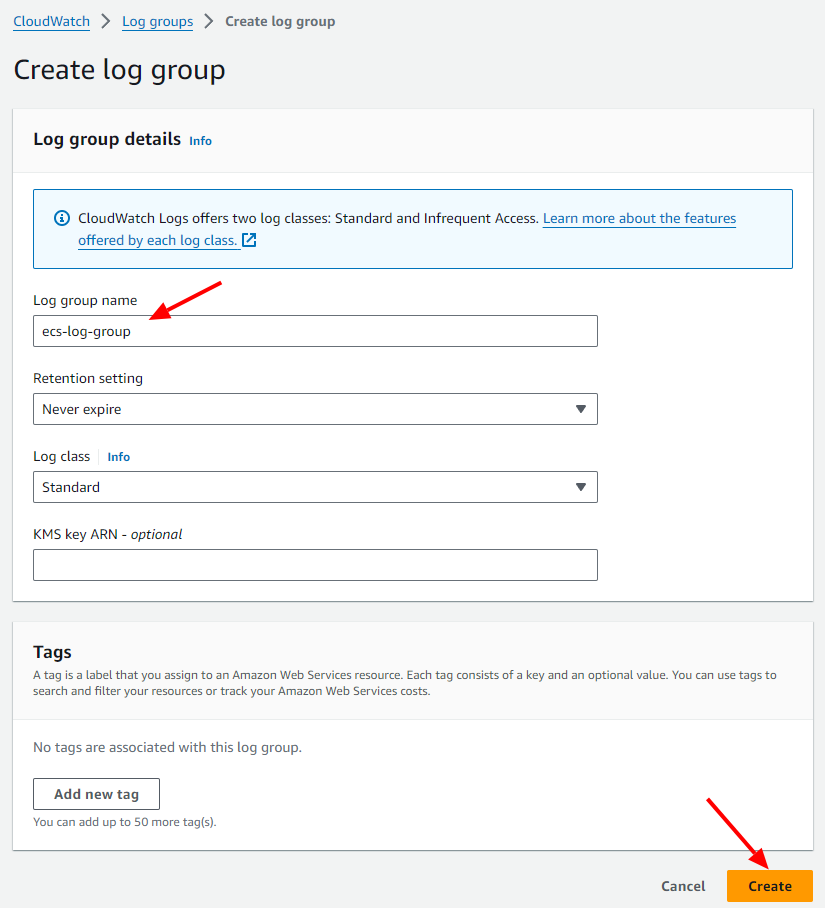 CloudWatch > Log groups > Create log group
Create log group
Log group details Info
CloudWatch Logs offers two log classes: Standard and Infrequent Access. Learn more about the features
offered by each log class.
Log group name
ecs-log-group
Retention setting
Never expire
Log class Info
Standard
KMS key ARN - optional
Tags
A tag is a label that you assign to an Amazon Web Services resource. Each tag consists of a key and an optional value. You can use tags to
search and filter your resources or track your Amazon Web Services costs.
No tags are associated with this log group.
Add new tag
You can add up to 50 more tag(s).
Cancel Create